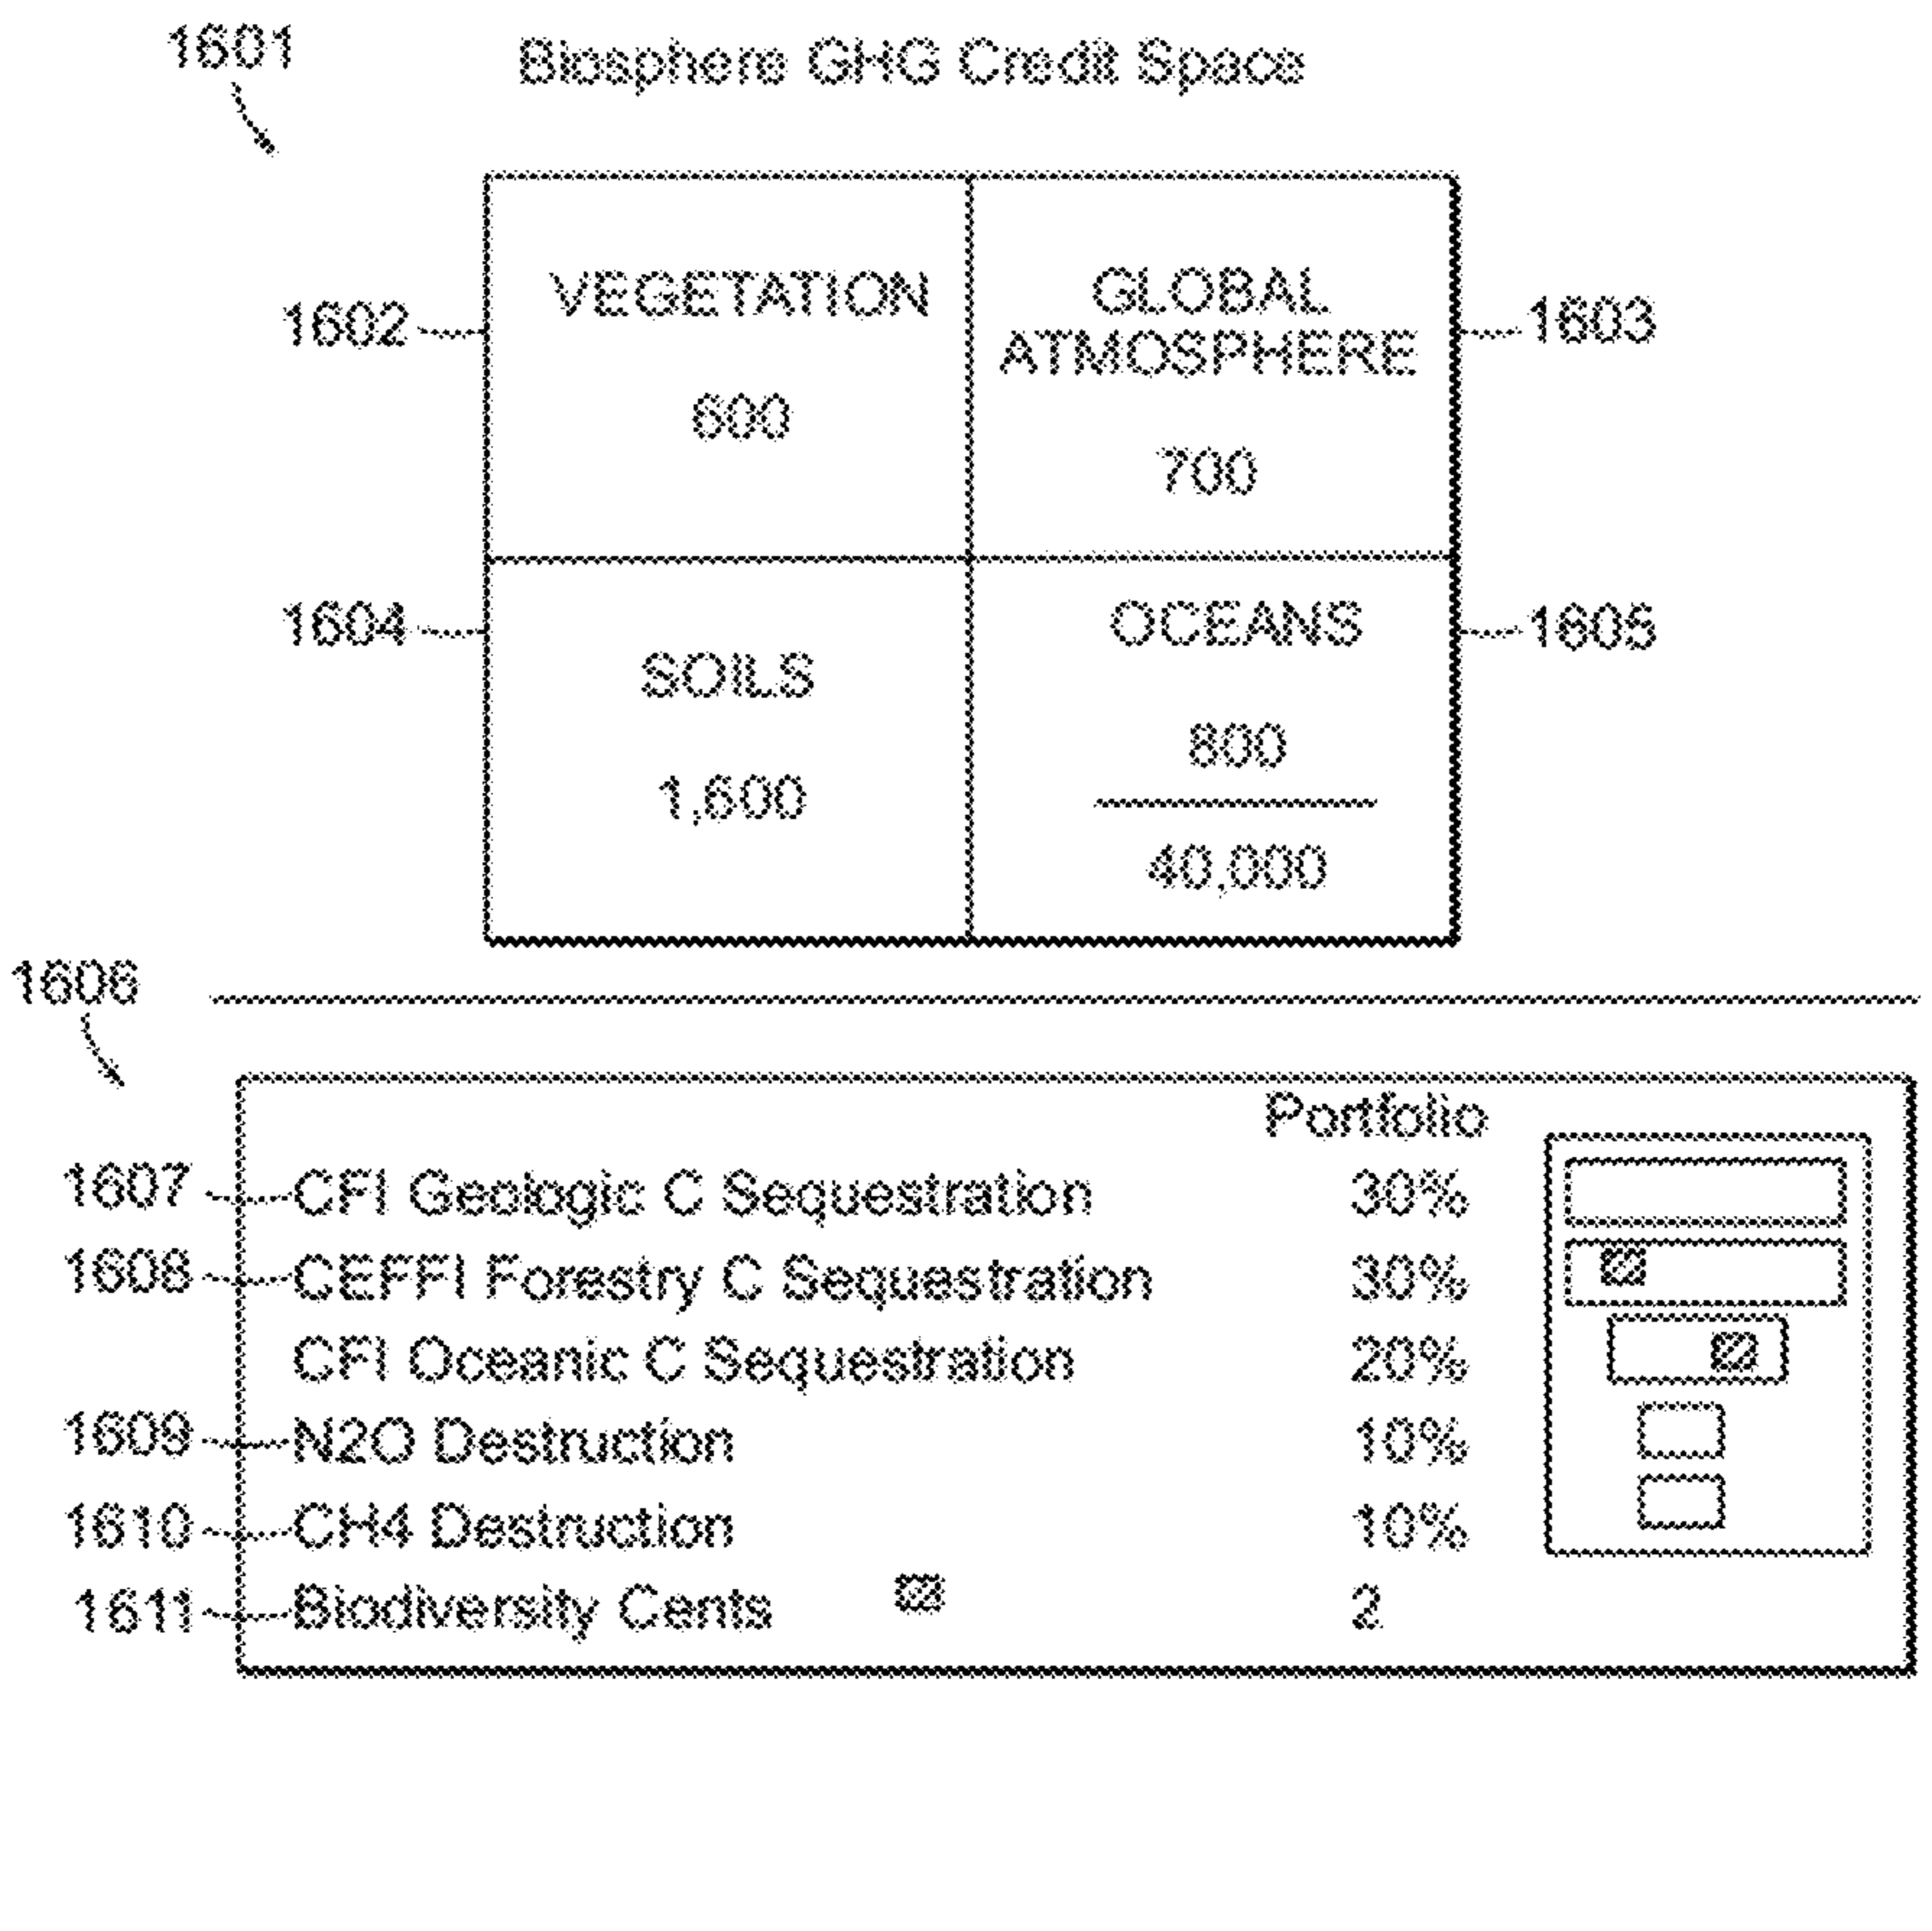 1601 Biosphere GHG Credit Space
VEGETATION
GLOBAL
ATMOSPHERE
1602
1603
600
700
1604
OCEANS
1605
SOILS
800
1,600
40,000
1606
Portfolio
1607 CFI Geologic C Sequestration 30%
1608 CEFFI Forestry C Sequestration 30%
CFI Oceanic C Sequestration 20%
1609 N2O Destruction 10%
1610 CH4 Destruction 10%
1611 Biodiversity Cents 2